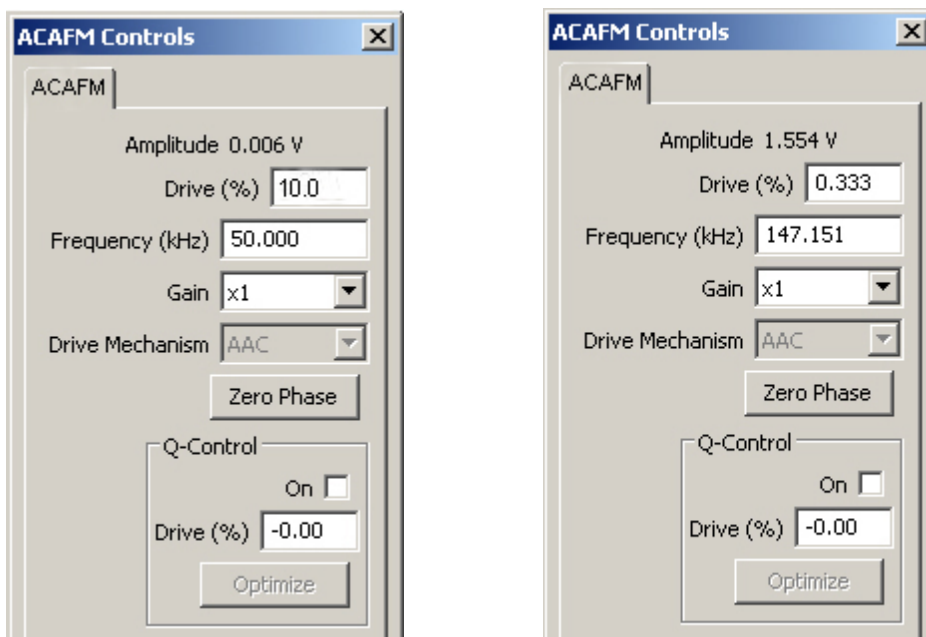 ACAFM Controls
ACAFM
Amplitude 0.006 V
Drive (%) 10.0
Frequency (kHz) 50.000
Gain x1
Drive Mechanism AAC
Zero Phase
Q-Control
On
Drive (%) -0.00
Optimize
ACAFM Controls
ACAFM
Amplitude 1.554 V
Drive (%) 0.333
Frequency (kHz) 147.151
Gain x1
Drive Mechanism AAC
Zero Phase
Q-Control
On
Drive (%) -0.00
Optimize